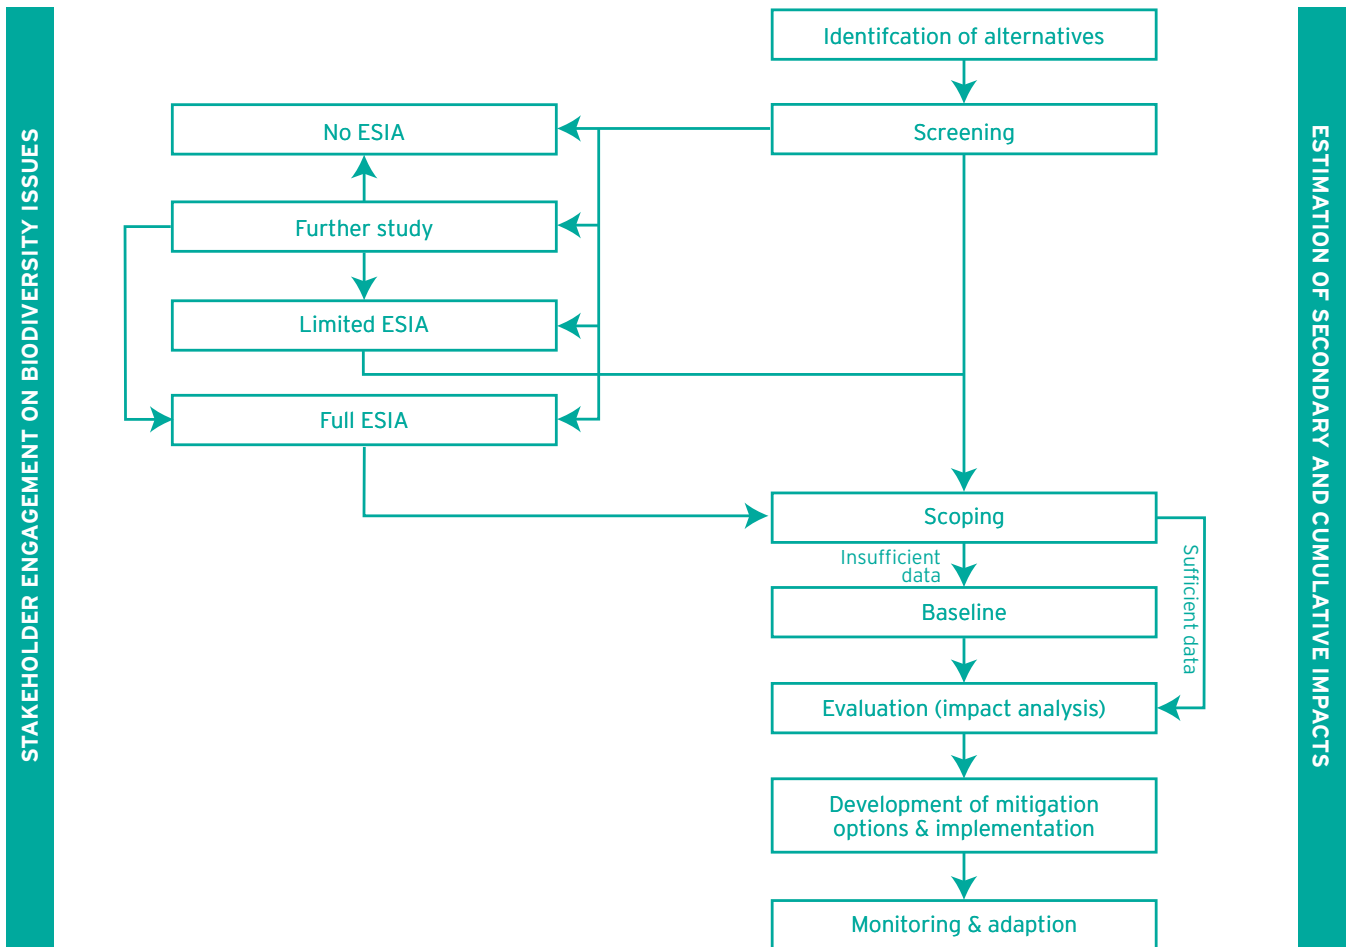 STAKEHOLDER ENGAGEMENT ON BIODIVERSITY ISSUES
Identifcation of alternatives
No ESIA
Screening
Further study
Limited ESIA
Full ESIA
Scoping
Insufficient
data
Sufficient data
Baseline
Evaluation (impact analysis)
Development of mitigation
options & implementation
Monitoring & adaption
ESTIMATION OF SECONDARY AND CUMULATIVE IMPACTS